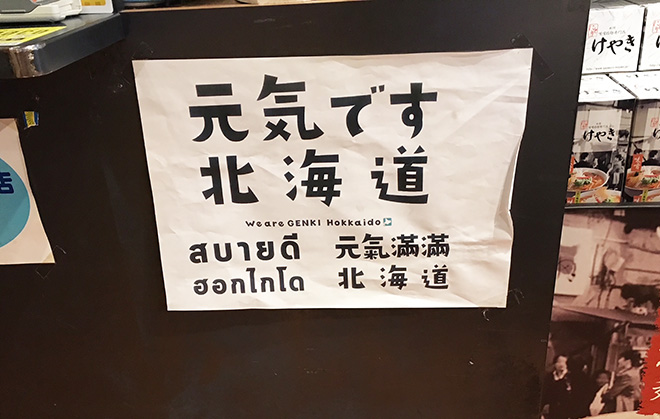 元気です
北海道
We are GENKI Hokkaido
สบายดี
ฮอกไกโด
元氣滿滿
北海道
けやき
けやき
店